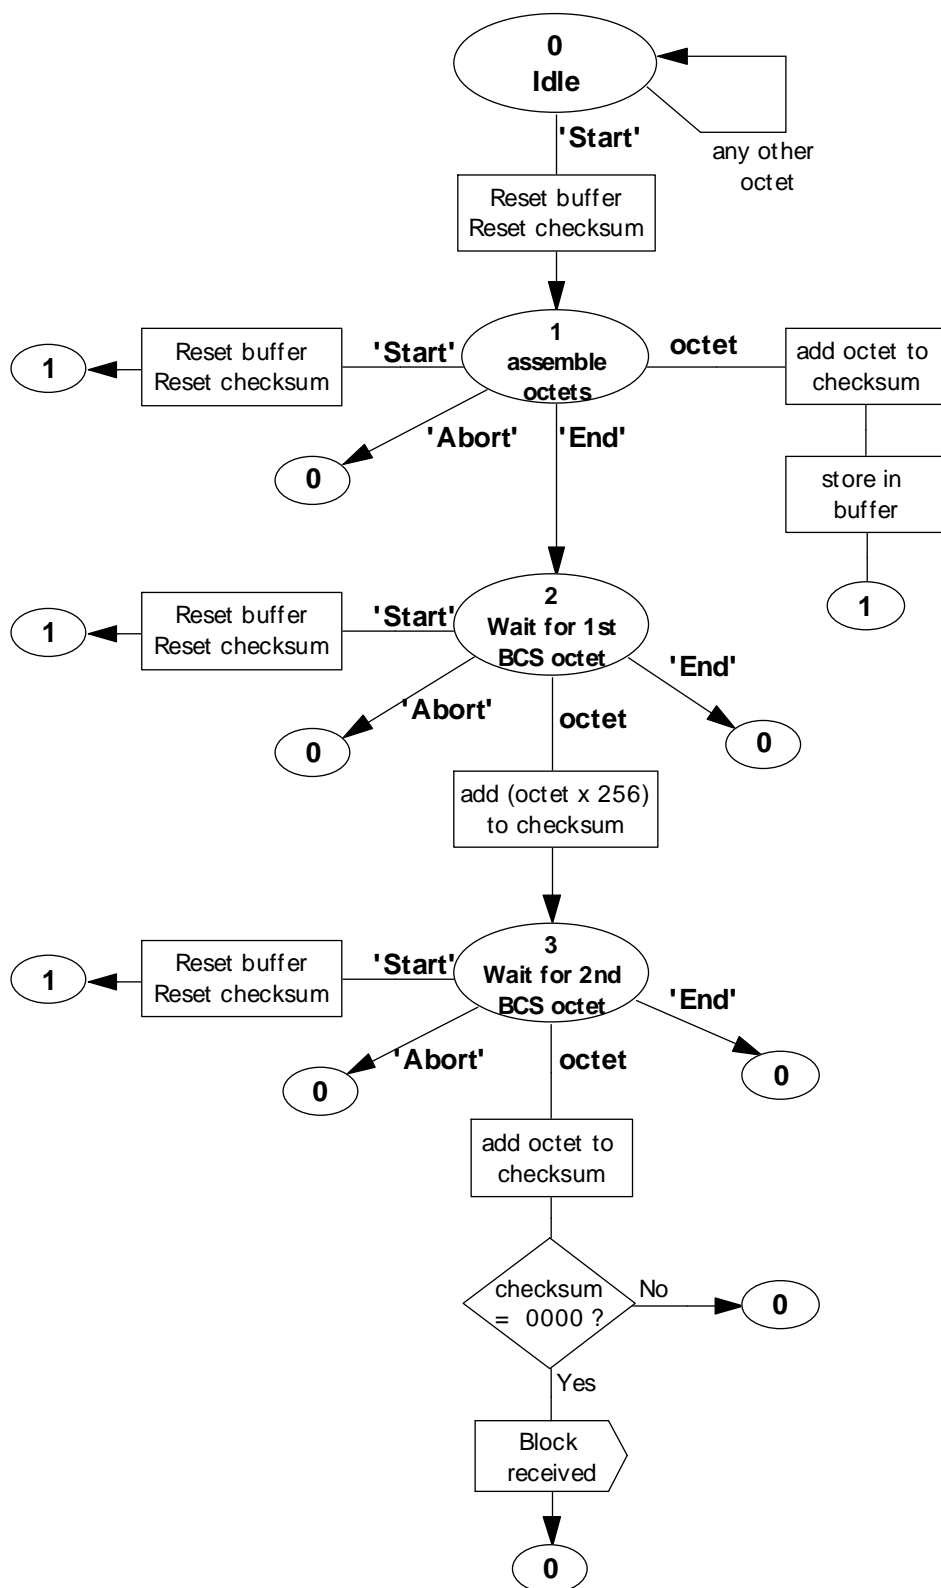 0
Idle
'Start'
any other
octet
Reset buffer
Reset checksum
1
assemble
octets
'Start'
Reset buffer
Reset checksum
1
octet
add octet to
checksum
store in
buffer
1
'Abort'
0
'End'
2
Wait for 1st
BCS octet
'Start'
Reset buffer
Reset checksum
1
'Abort'
0
'End'
0
octet
add (octet x 256)
to checksum
3
Wait for 2nd
BCS octet
'Start'
Reset buffer
Reset checksum
1
'Abort'
0
'End'
0
octet
add octet to
checksum
checksum
= 0000 ?
No
0
Yes
Block
received
0